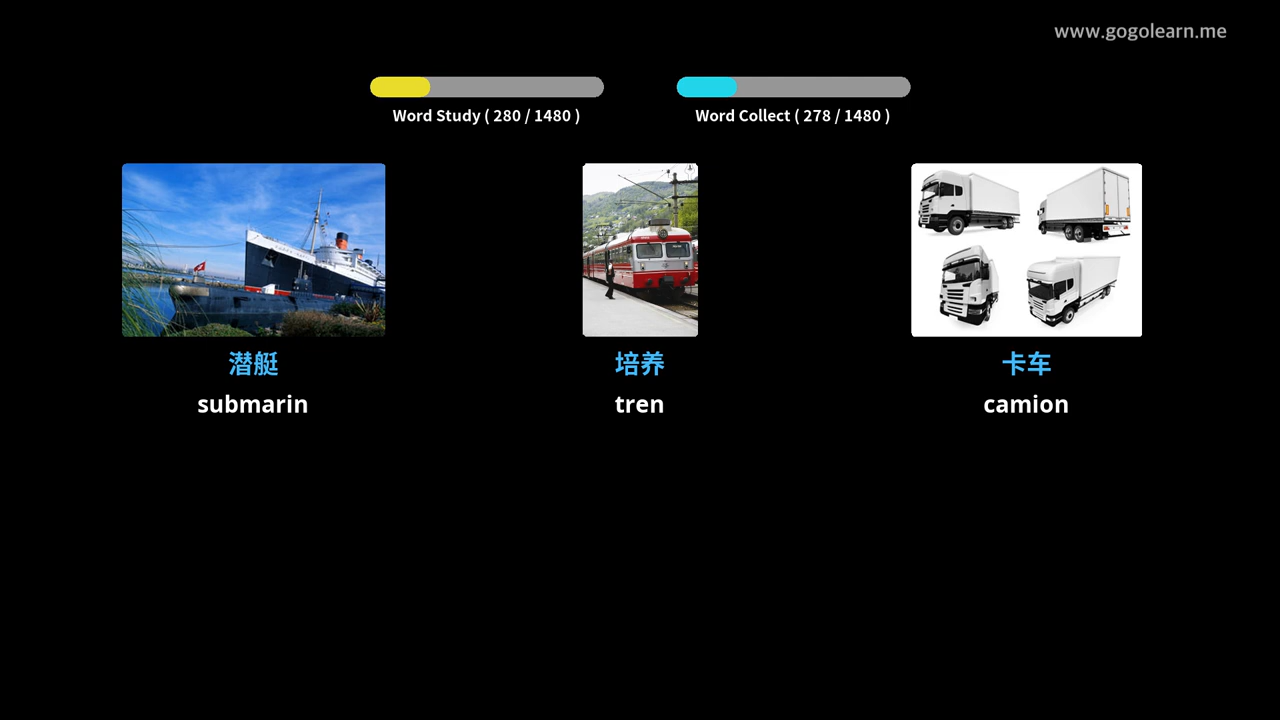 www.gogolearn.me
Word Study ( 280 / 1480 )
Word Collect ( 278 / 1480 )
潜艇
培养
卡车
submarin
tren
camion